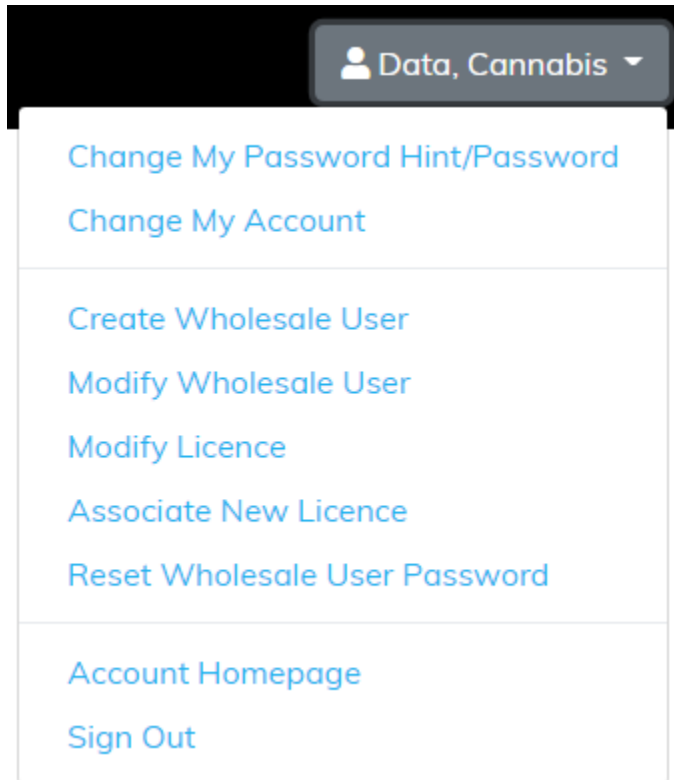 Data, Cannabis
Change My Password Hint/Password
Change My Account
Create Wholesale User
Modify Wholesale User
Modify Licence
Associate New Licence
Reset Wholesale User Password
Account Homepage
Sign Out